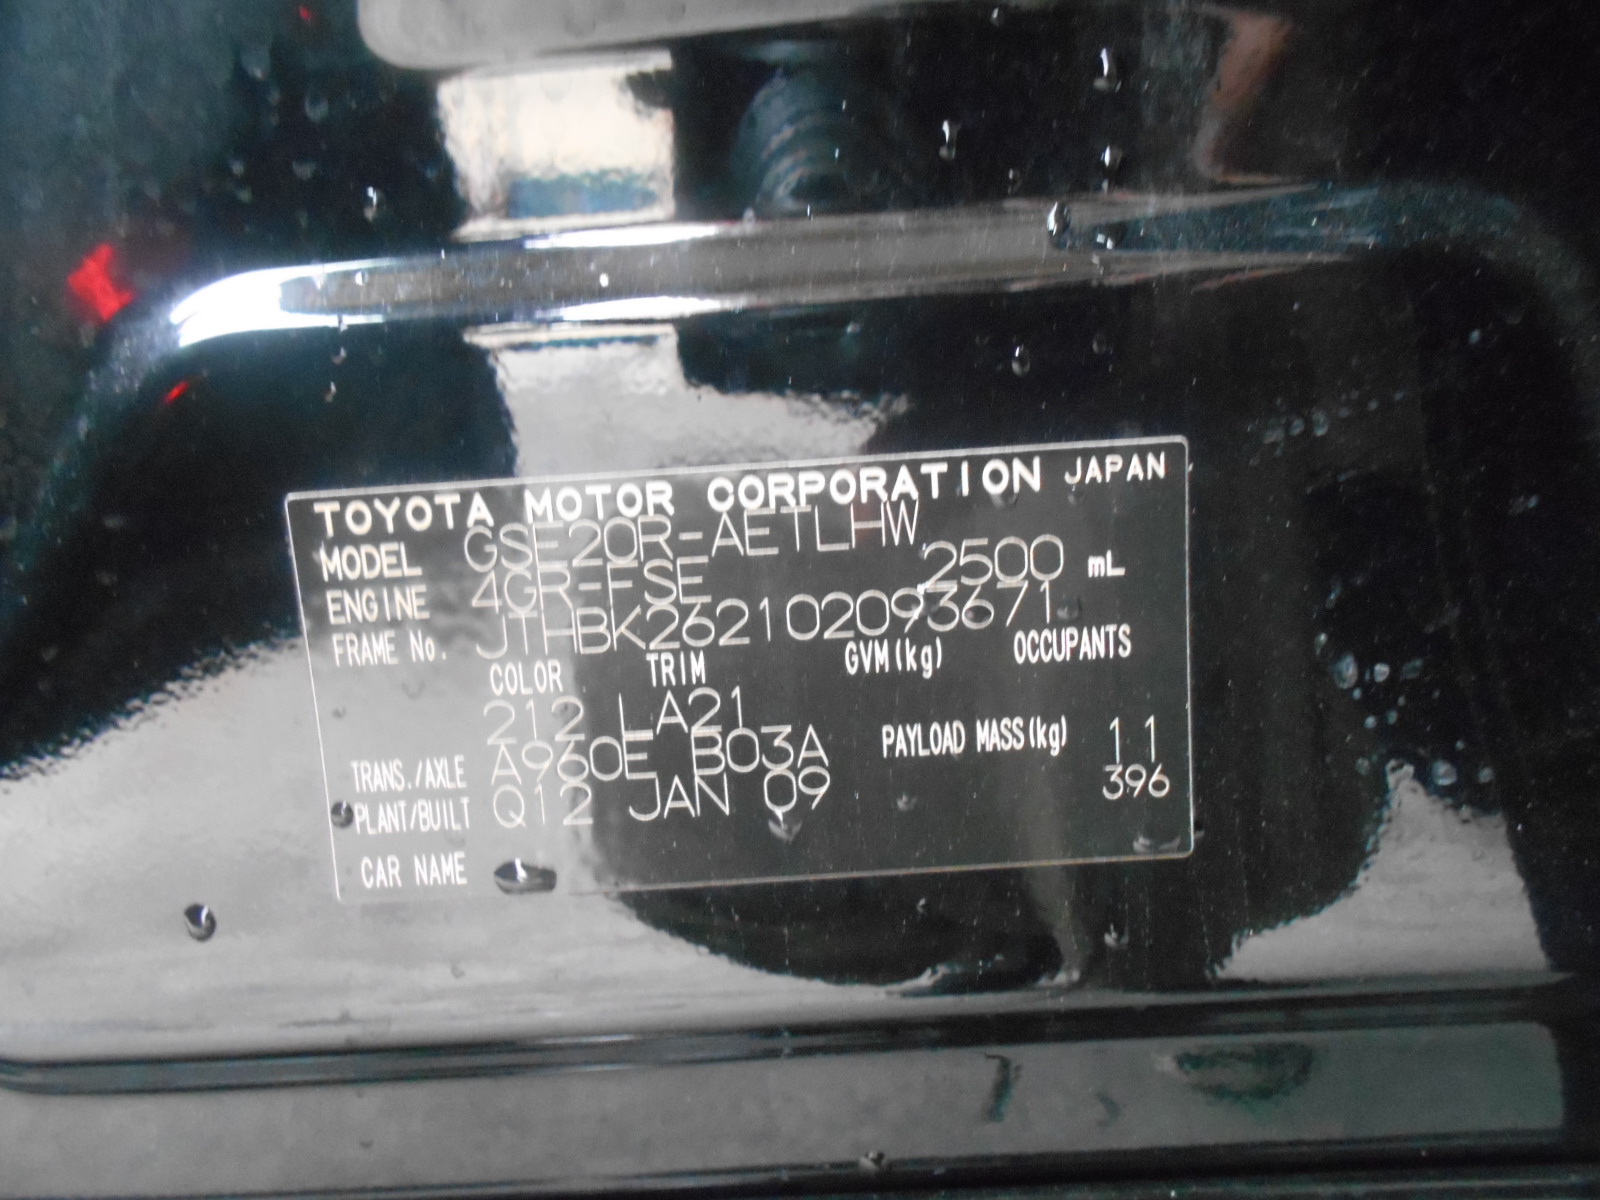 TOYOTA MOTOR CORPORATION JAPAN
MODEL GSE20R-AETLHW
ENGINE 4GR-FSE 2500 mL
FRAME No. JTHBK262102093671
COLOR TRIM GVM(kg) OCCUPANTS
212 LA21
TRANS./AXLE A960E B03A PAYLOAD MASS(kg) 11
PLANT/BUILT Q12 JAN 09 396
CAR NAME